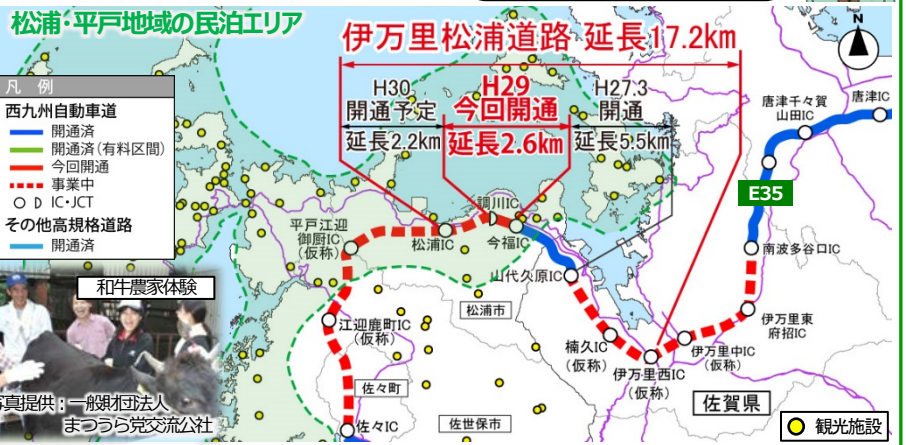 松浦・平戸地域の民泊エリア
伊万里松浦道路 延長17.2km
H30
開通予定
延長2.2km
H29
今回開通
延長2.6km
H27.3
開通
延長5.5km
N
凡 例
西九州自動車道
開通済
開通済(有料区間)
今回開通
事業中
IC・JCT
その他高規格道路
開通済
唐津千々賀
山田IC
唐津IC
E35
調川IC
平戸江迎
御厨IC
(仮称)
松浦IC
今福IC
南波多谷口IC
山代久原IC
和牛農家体験
松浦市
江迎鹿町IC
(仮称)
楠久IC
(仮称)
伊万里東
府招IC
伊万里中IC
(仮称)
伊万里西IC
(仮称)
佐々町
佐賀県
写真提供:一般財団法人
まつうら党交流公社
佐々IC
佐世保市
観光施設